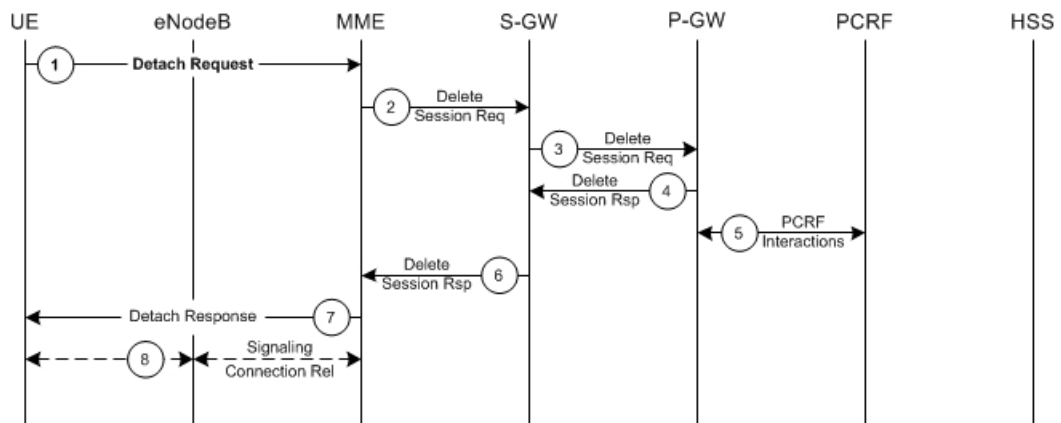 UE eNodeB MME S-GW P-GW PCRF HSS
1 Detach Request
2 Delete
Session Req
3 Delete
Session Req
Delete 4
Session Rsp
5 PCRF
Interactions
Delete 6
Session Rsp
Detach Response 7
8 Signaling
Connection Rel